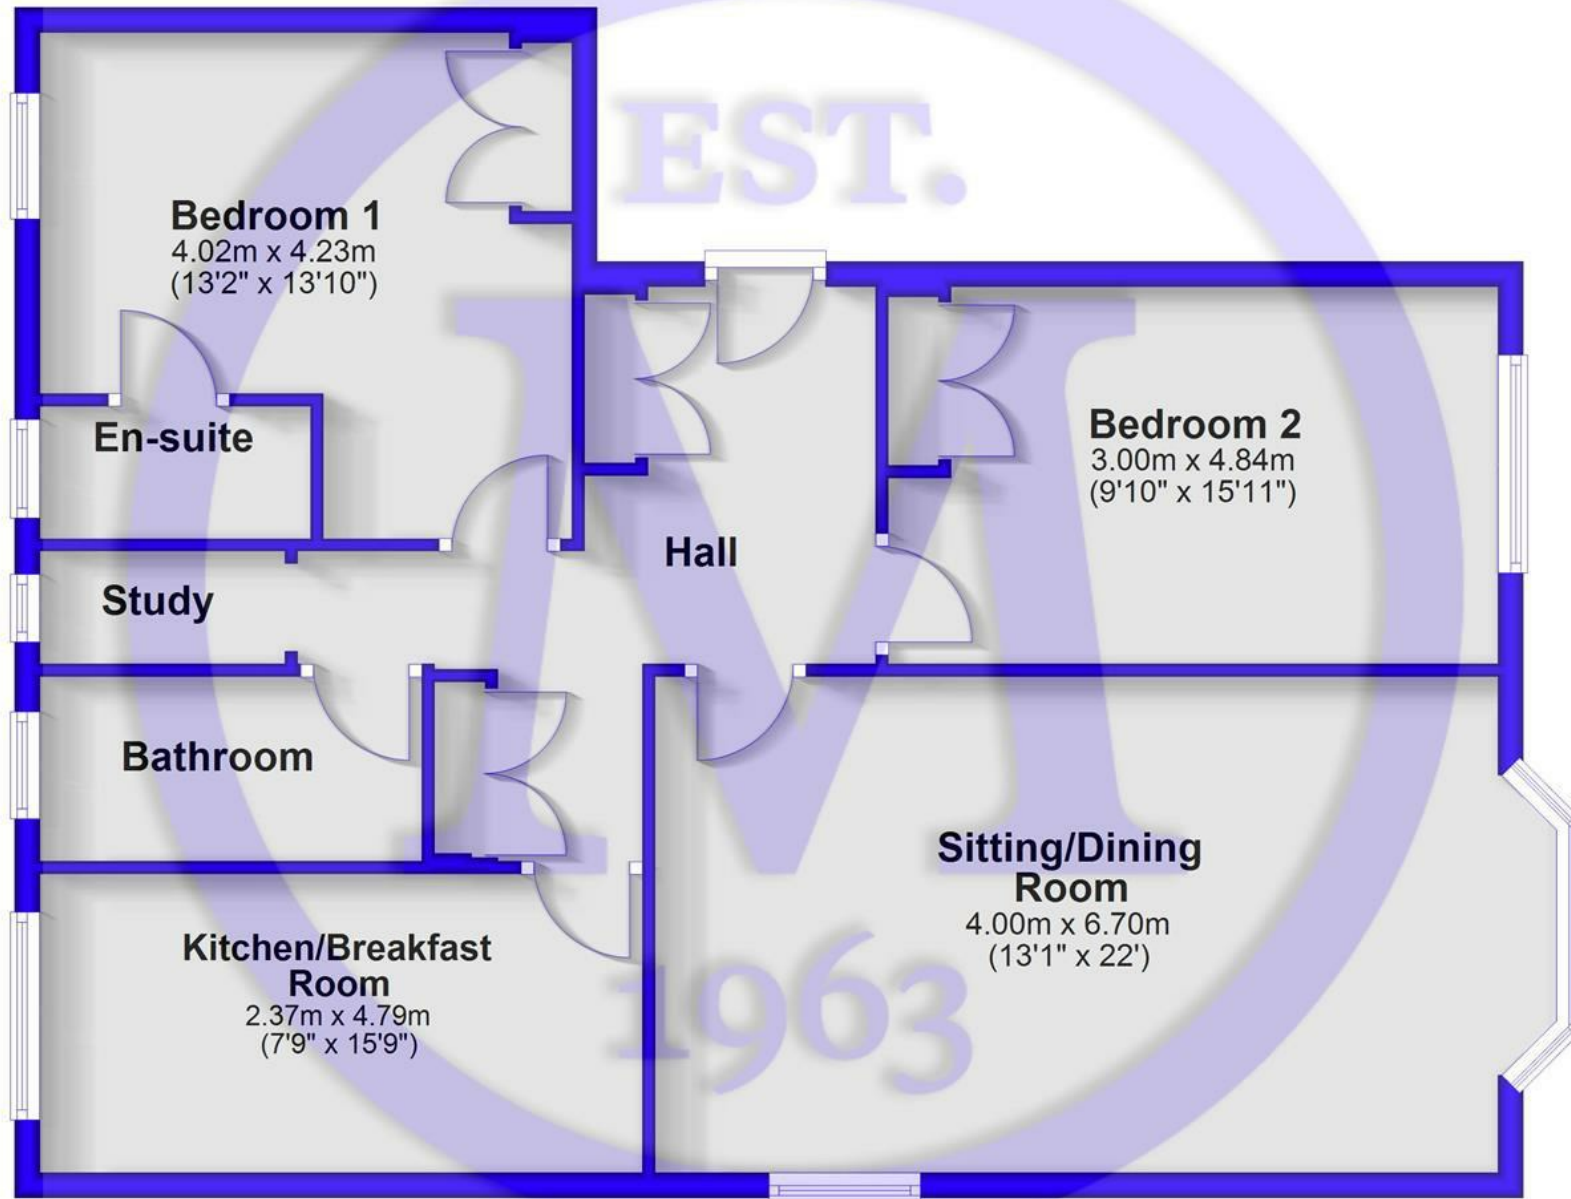 EST.
Bedroom 1
4.02m x 4.23m
(13'2" x 13'10")
En-suite
Bedroom 2
3.00m x 4.84m
(9'10" x 15'11")
Hall
Study
Bathroom
Sitting/Dining
Room
4.00m x 6.70m
(13'1" x 22')
Kitchen/Breakfast
Room
2.37m x 4.79m
(7'9" x 15'9")
M
1963